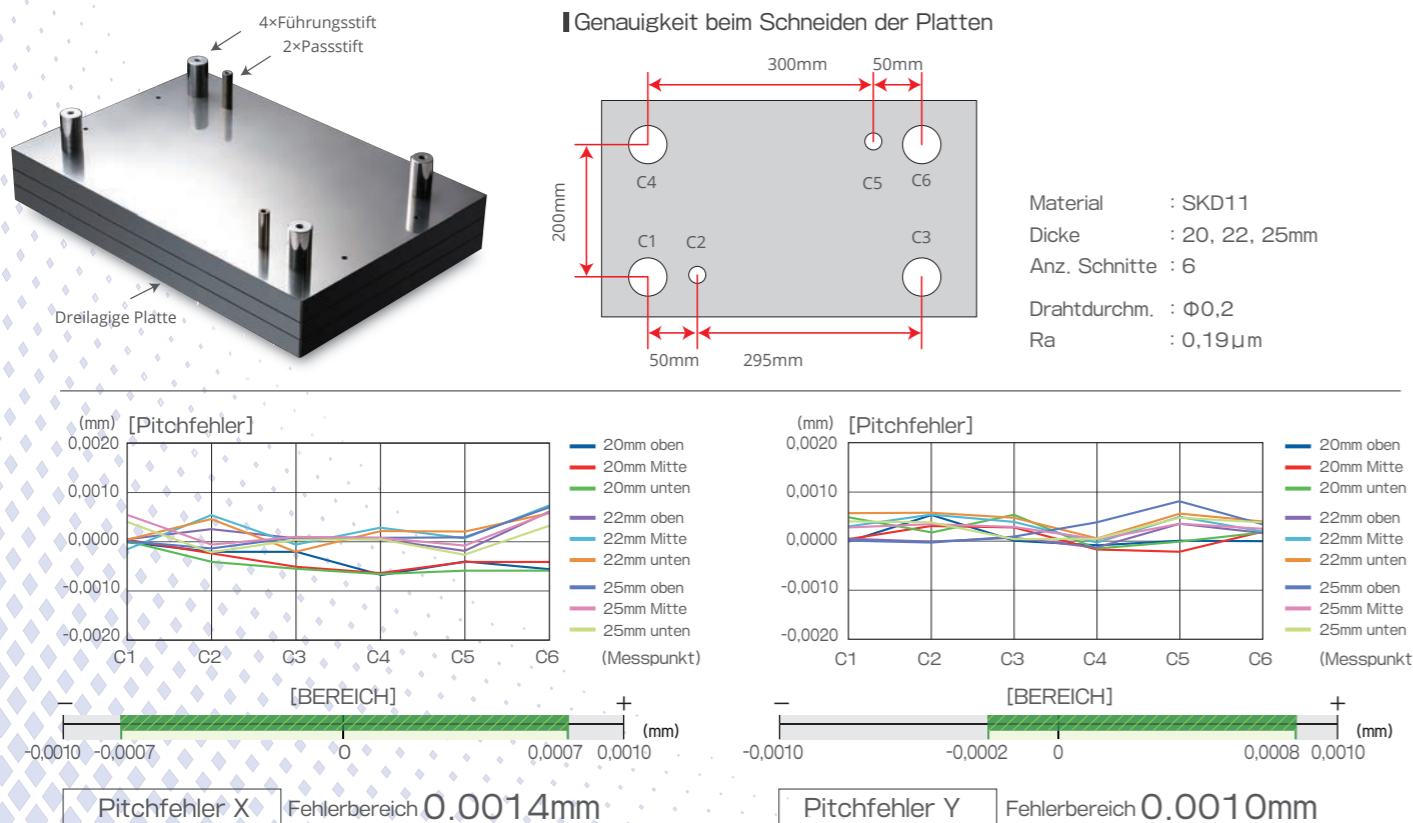 4×Führungsstift
2×Passstift
Dreilagige Platte
Genauigkeit beim Schneiden der Platten
300mm 50mm
200mm
C4 C5 C6
C1 C2 C3
50mm 295mm
Material : SKD11
Dicke : 20, 22, 25mm
Anz. Schnitte : 6
Drahtdurchm. : Φ0,2
Ra : 0,19μm
(mm) [Pitchfehler]
0,0020
0,0010
0,0000
-0,0010
-0,0020
C1 C2 C3 C4 C5 C6 (Messpunkt)
20mm oben
20mm Mitte
20mm unten
22mm oben
22mm Mitte
22mm unten
25mm oben
25mm Mitte
25mm unten
[BEREICH]
− +
(mm)
-0,0010 -0,0007 0 0,0007 0,0010
Pitchfehler X Fehlerbereich 0.0014mm
(mm) [Pitchfehler]
0,0020
0,0010
0,0000
-0,0010
-0,0020
C1 C2 C3 C4 C5 C6 (Messpunkt
20mm oben
20mm Mitte
20mm unten
22mm oben
22mm Mitte
22mm unten
25mm oben
25mm Mitte
25mm unten
[BEREICH]
− +
(mm)
-0,0010 -0,0002 0 0,0008 0,0010
Pitchfehler Y Fehlerbereich 0.0010mm